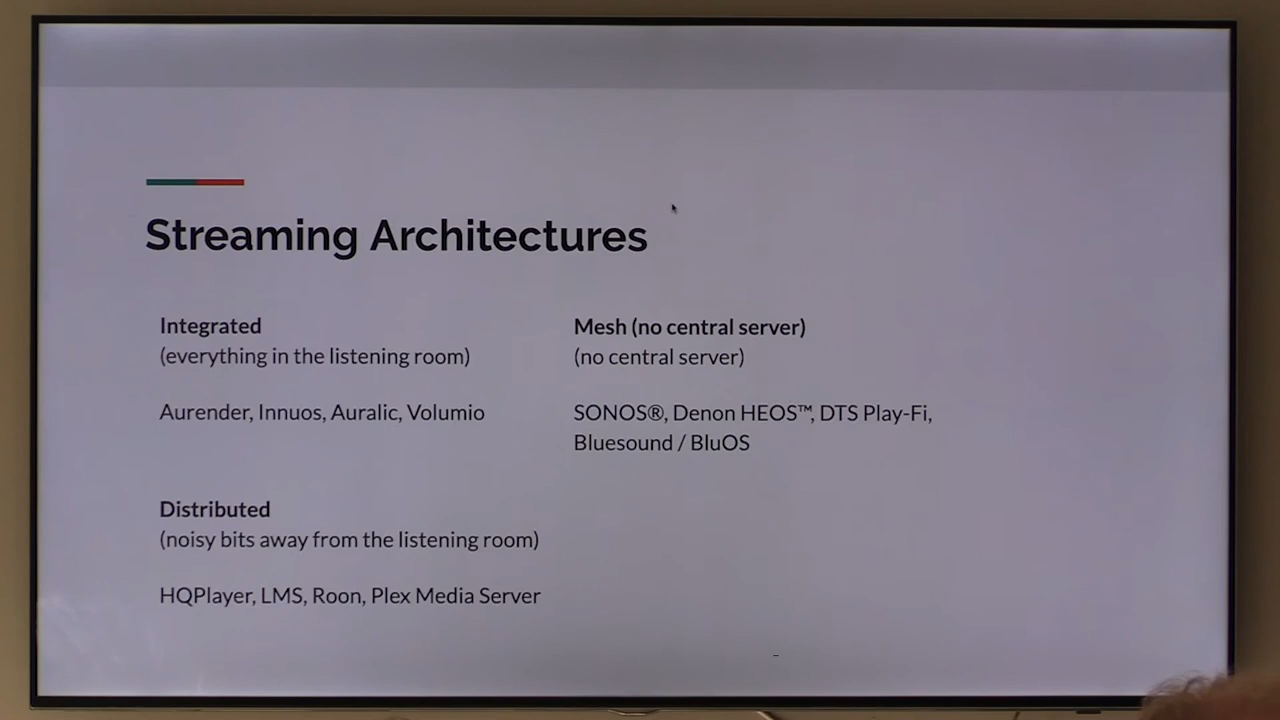 Streaming Architectures
Integrated
(everything in the listening room)
Aurender, Innuos, Auralic, Volumio
Mesh (no central server)
(no central server)
SONOS®, Denon HEOS™, DTS Play-Fi,
Bluesound / BluOS
Distributed
(noisy bits away from the listening room)
HQPlayer, LMS, Roon, Plex Media Server